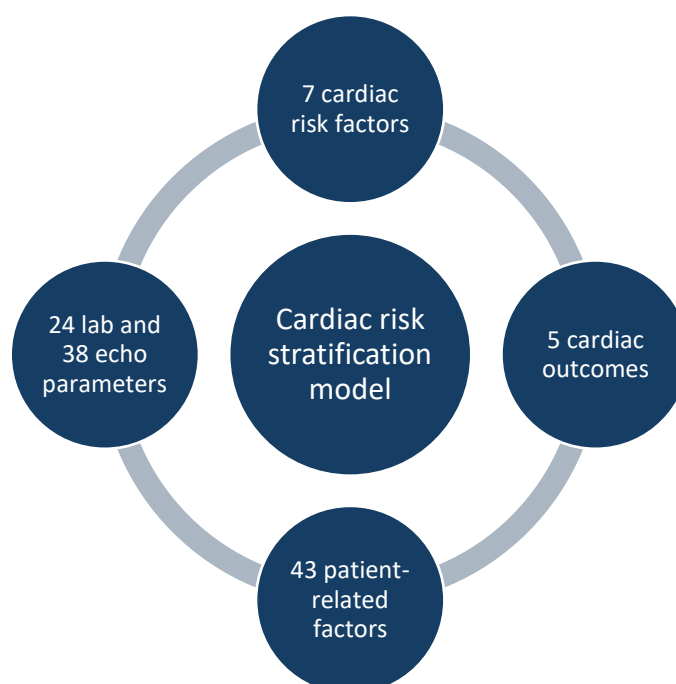 7 cardiac
risk factors
24 lab and
38 echo
parameters
Cardiac risk
stratification
model
5 cardiac
outcomes
43 patient-
related
factors